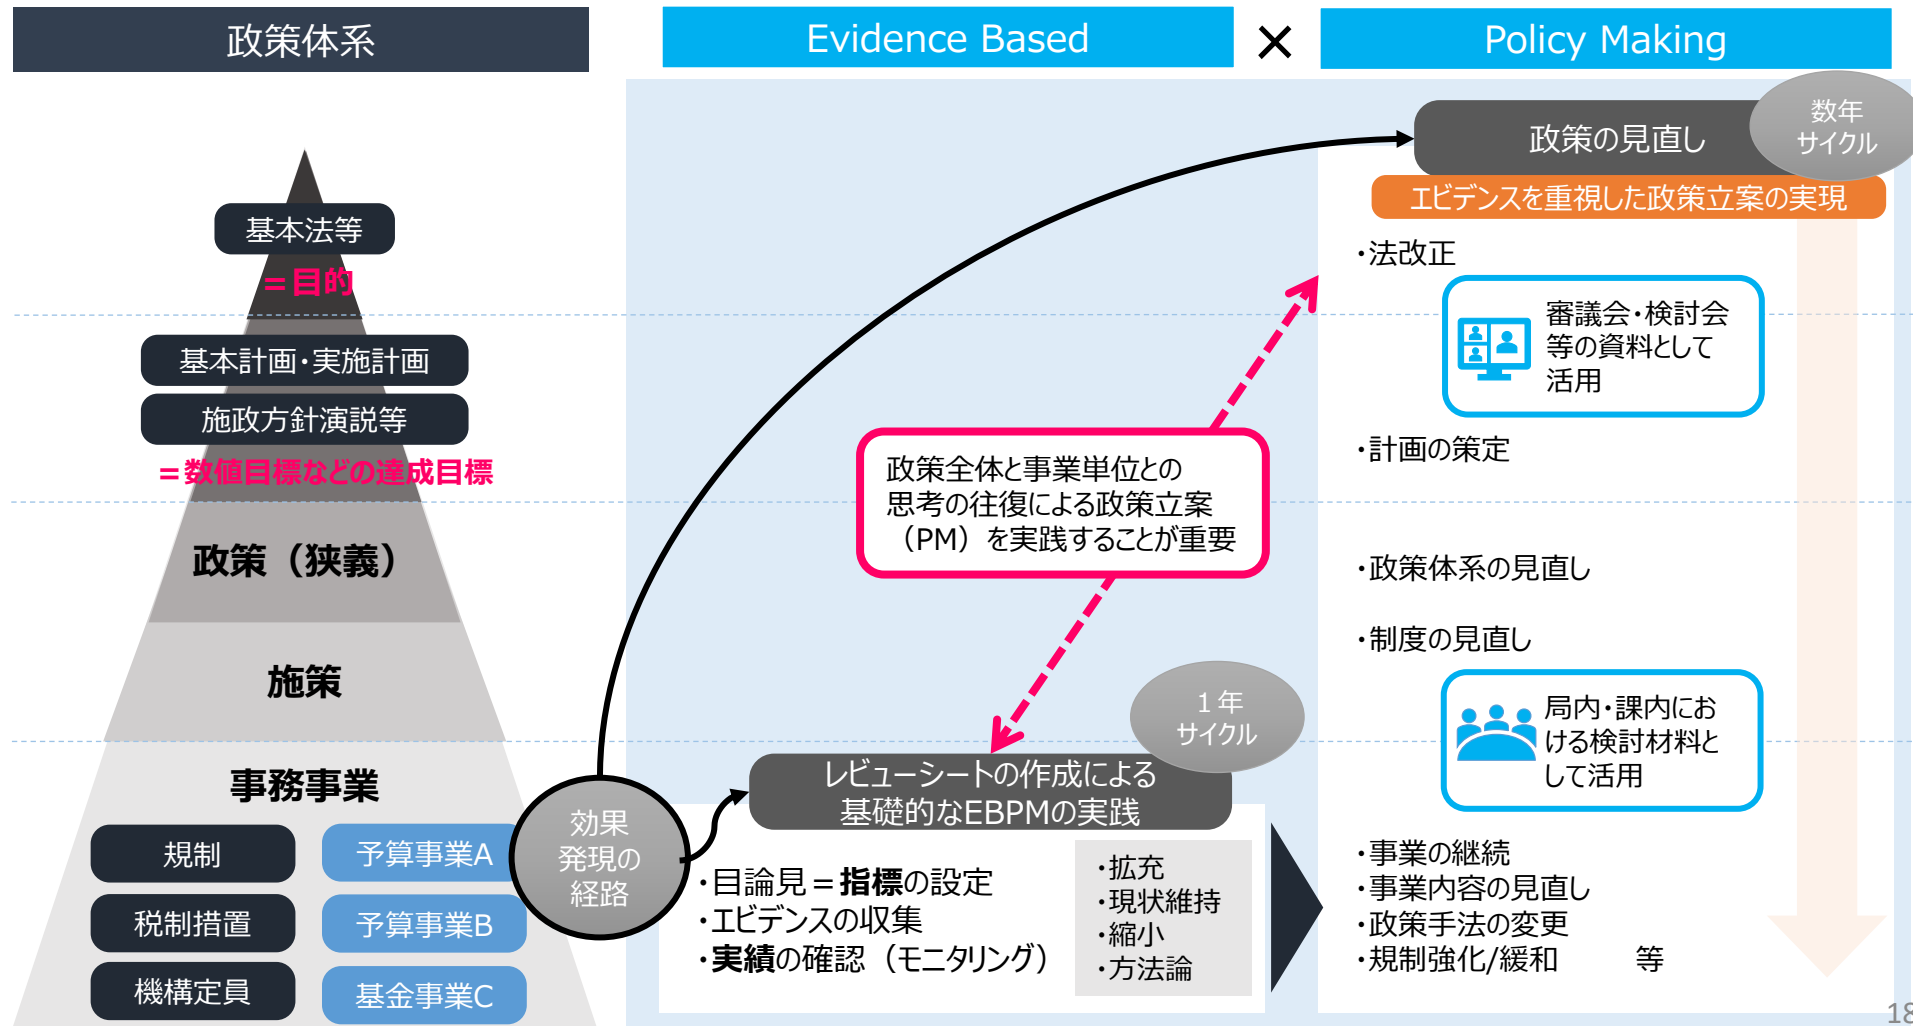 政策体系
Evidence Based
×
Policy Making
基本法等
＝目的
基本計画・実施計画
施政方針演説等
＝数値目標などの達成目標
政策（狭義）
施策
事務事業
規制
税制措置
機構定員
予算事業A
予算事業B
基金事業C
効果
発現の
経路
政策全体と事業単位との
思考の往復による政策立案
（PM）を実践することが重要
１年
サイクル
レビューシートの作成による
基礎的なEBPMの実践
・目論見＝指標の設定
・エビデンスの収集
・実績の確認（モニタリング）
・拡充
・現状維持
・縮小
・方法論
数年
サイクル
政策の見直し
エビデンスを重視した政策立案の実現
・法改正
審議会・検討会
等の資料として
活用
・計画の策定
・政策体系の見直し
・制度の見直し
局内・課内にお
ける検討材料と
して活用
・事業の継続
・事業内容の見直し
・政策手法の変更
・規制強化/緩和　　　等
18